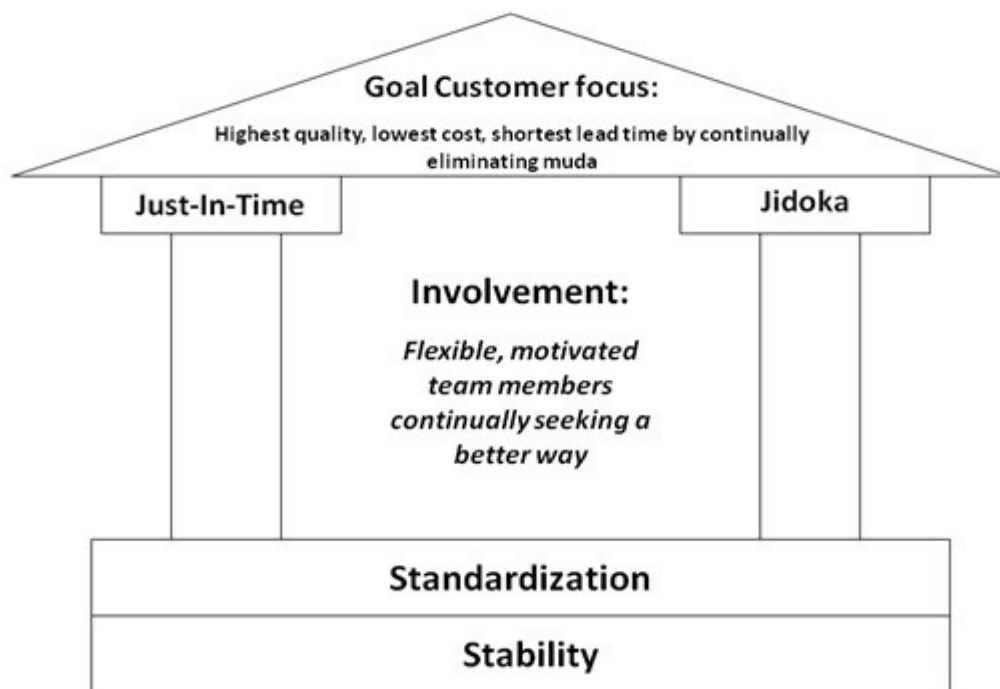 Goal Customer focus:
Highest quality, lowest cost, shortest lead time by continually
eliminating muda
Just-In-Time
Jidoka
Involvement:
Flexible, motivated
team members
continually seeking a
better way
Standardization
Stability